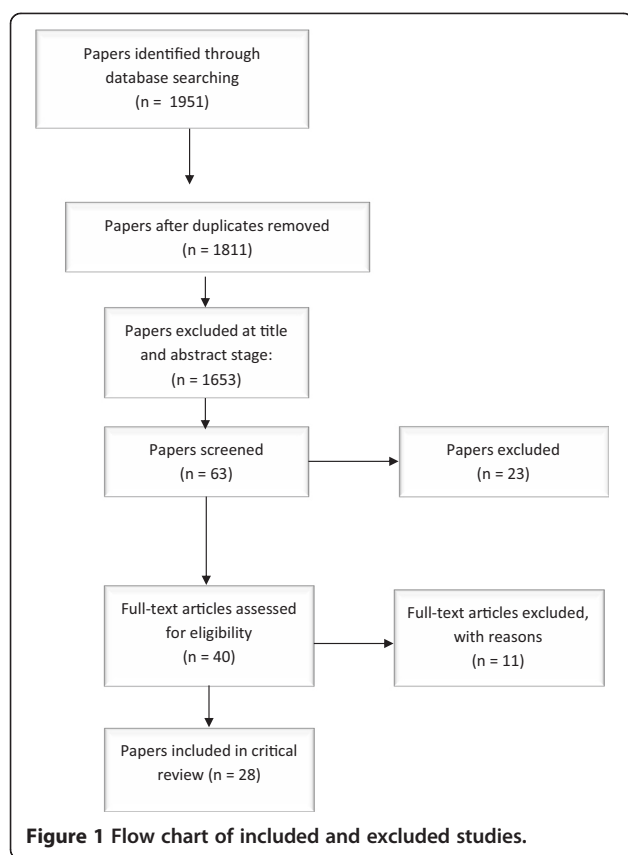 Papers identified through
database searching
(n =  1951)
Papers after duplicates removed
(n = 1811)
Papers excluded at title
and abstract stage:
(n = 1653)
Papers screened
(n = 63)
Papers excluded
(n = 23)
Full-text articles assessed
for eligibility
(n = 40)
Full-text articles excluded,
with reasons
(n = 11)
Papers included in critical
review (n = 28)
Figure 1 Flow chart of included and excluded studies.